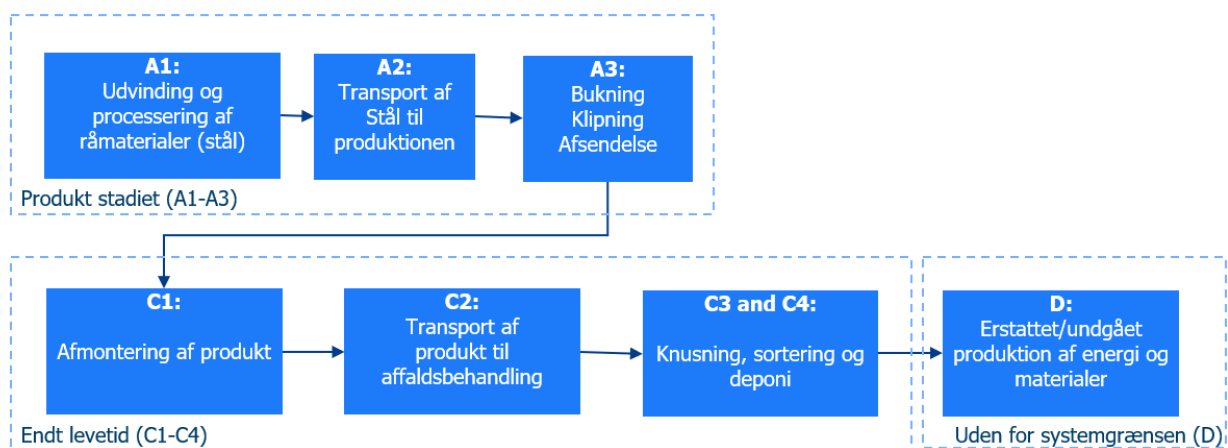 A1:
Udvinding og
processering af
råmaterialer (stål)
A2:
Transport af
Stål til
produktionen
A3:
Bukning
Klipning
Afsendelse
Produkt stadiet (A1-A3)
C1:
Afmontering af produkt
C2:
Transport af
produkt til
affaldsbehandling
C3 and C4:
Knusning, sortering og
deponi
D:
Erstattet/undgået
produktion af energi og
materialer
Endt levetid (C1-C4)
Uden for systemgrænsen (D)